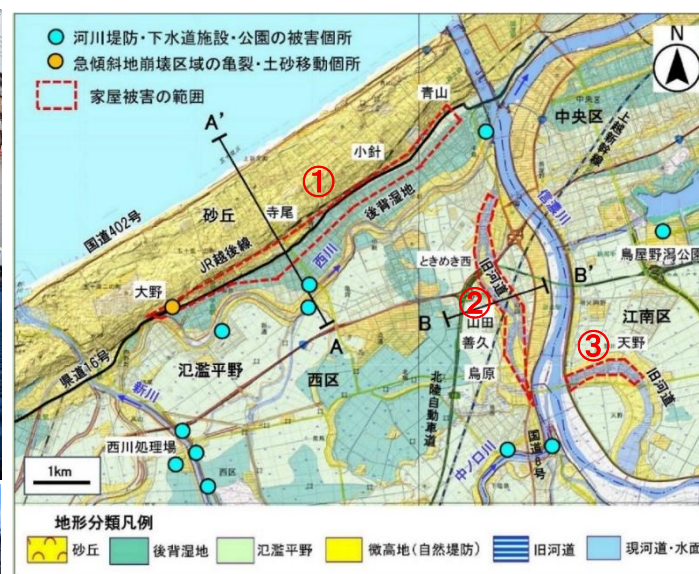 河川堤防・下水道施設・公園の被害個所
急傾斜地崩壊区域の亀裂・土砂移動個所
家屋被害の範囲
N
青山
中央区
上越新幹線
A'
小針
①
後背湿地
信濃川
砂丘
寺尾
国道402号
JR越後線
西川
ときめき西
旧河道
鳥屋野潟公園
大野
B'
②
江南区
山田
③
B
善久
天野
A
県道16号
氾濫平野
西区
鳥原
旧河道
新川
北陸自動車道
西川処理場
中ノ口川
国道8号
1km
地形分類凡例
砂丘
後背湿地
氾濫平野
微高地(自然堤防)
旧河道
現河道・水面